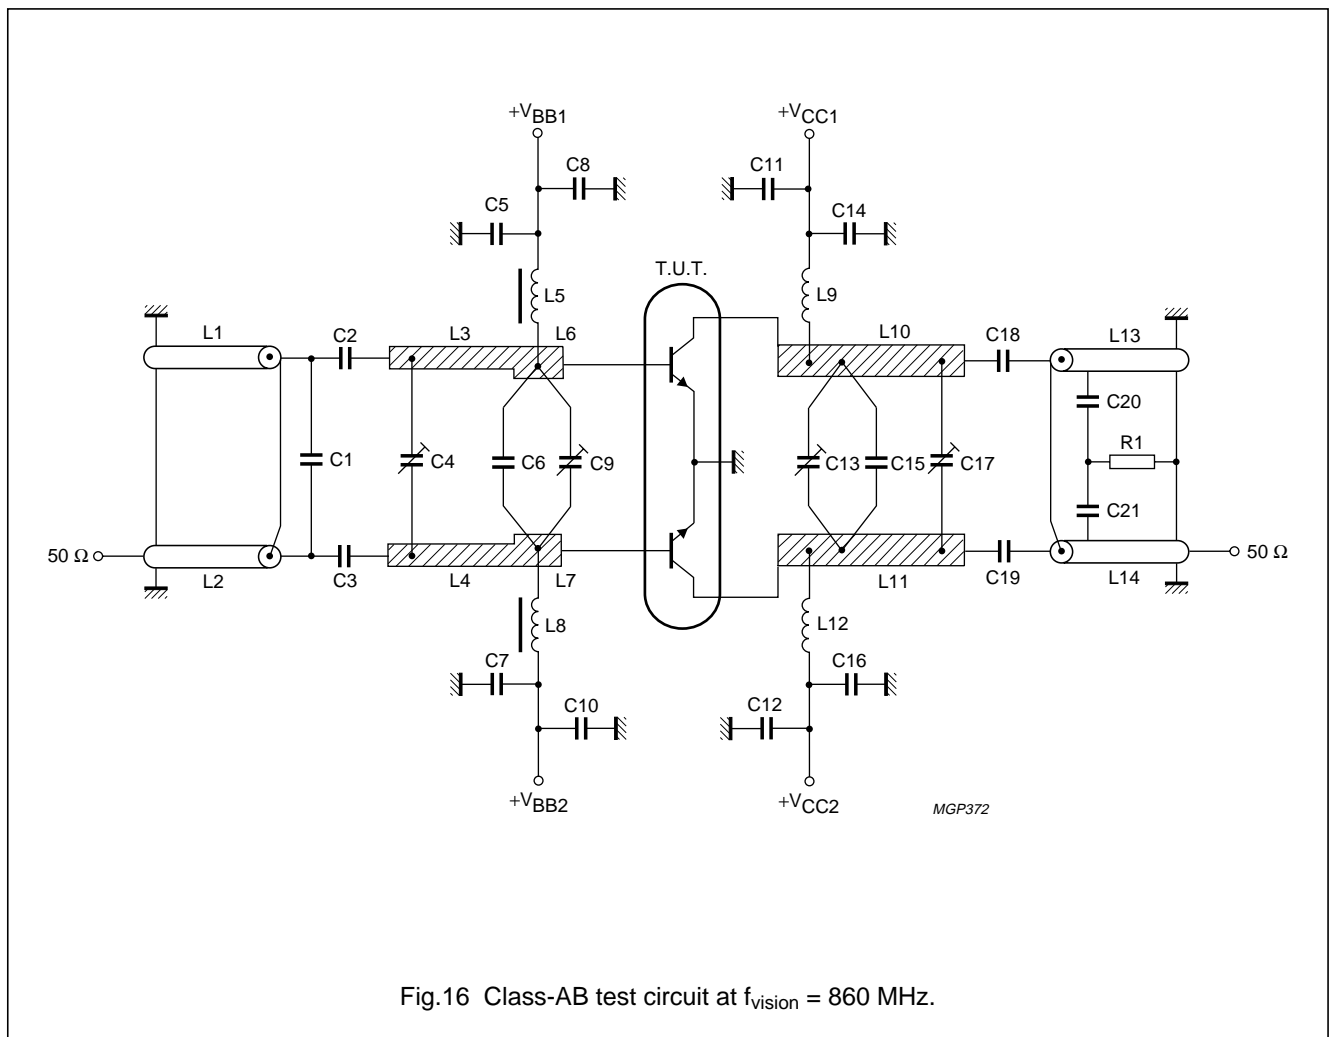 +VBB1
+VCC1
C8
C11
C5
C14
T.U.T.
L5
L9
L1
C2
L3
L6
L10
C18
L13
C20
R1
C1
C4
C6
C9
C13
C15
C17
C21
50 Ω
50 Ω
L2
C3
L4
L7
L11
C19
L14
L8
L12
C7
C16
C10
C12
+VBB2
+VCC2
MGP372
Fig.16 Class-AB test circuit at fvision = 860 MHz.